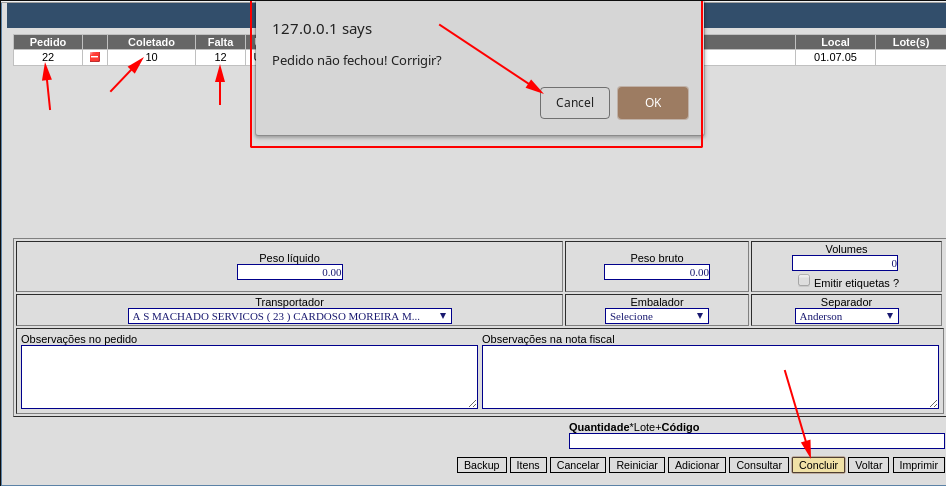 127.0.0.1 says
Pedido não fechou! Corrigir?
Cancel OK
Pedido Coletado Falta Local Lote(s)
22 10 12 01.07.05
Peso líquido Peso bruto Volumes
0.00 0.00 0
Emitir etiquetas ?
Transportador Embalador Separador
A S MACHADO SERVICOS ( 23 ) CARDOSO MOREIRA M... Selecione Anderson
Observações no pedido Observações na nota fiscal
Quantidade*Lote+Código
Backup Itens Cancelar Reiniciar Adicionar Consultar Concluir Voltar Imprimir